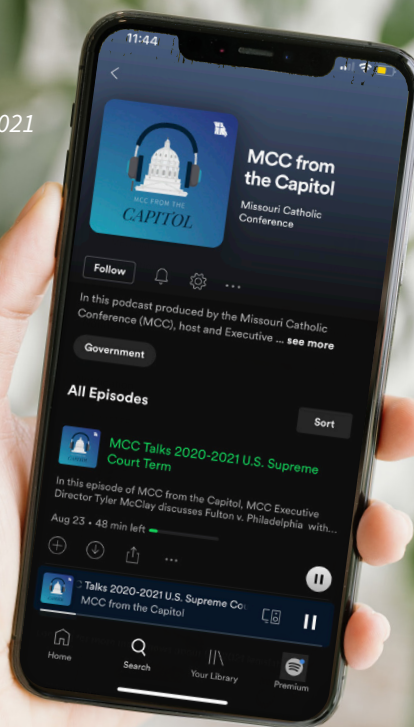 021
11:44
MCC FROM THE
CAPITOL
MCC from
the Capitol
Missouri Catholic
Conference
Follow
In this podcast produced by the Missouri Catholic
Conference (MCC), host and Executive ... see more
Government
All Episodes
Sort
MCC Talks 2020-2021 U.S. Supreme
Court Term
In this episode of MCC from the Capitol, MCC Executive
Director Tyler McClay discusses Fulton v. Philadelphia with...
Aug 23 • 48 min left
Talks 2020-2021 U.S. Supreme Co
MCC from the Capitol
Home
Search
Your Library
Premium